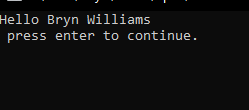 Hello Bryn Williams
press enter to continue.